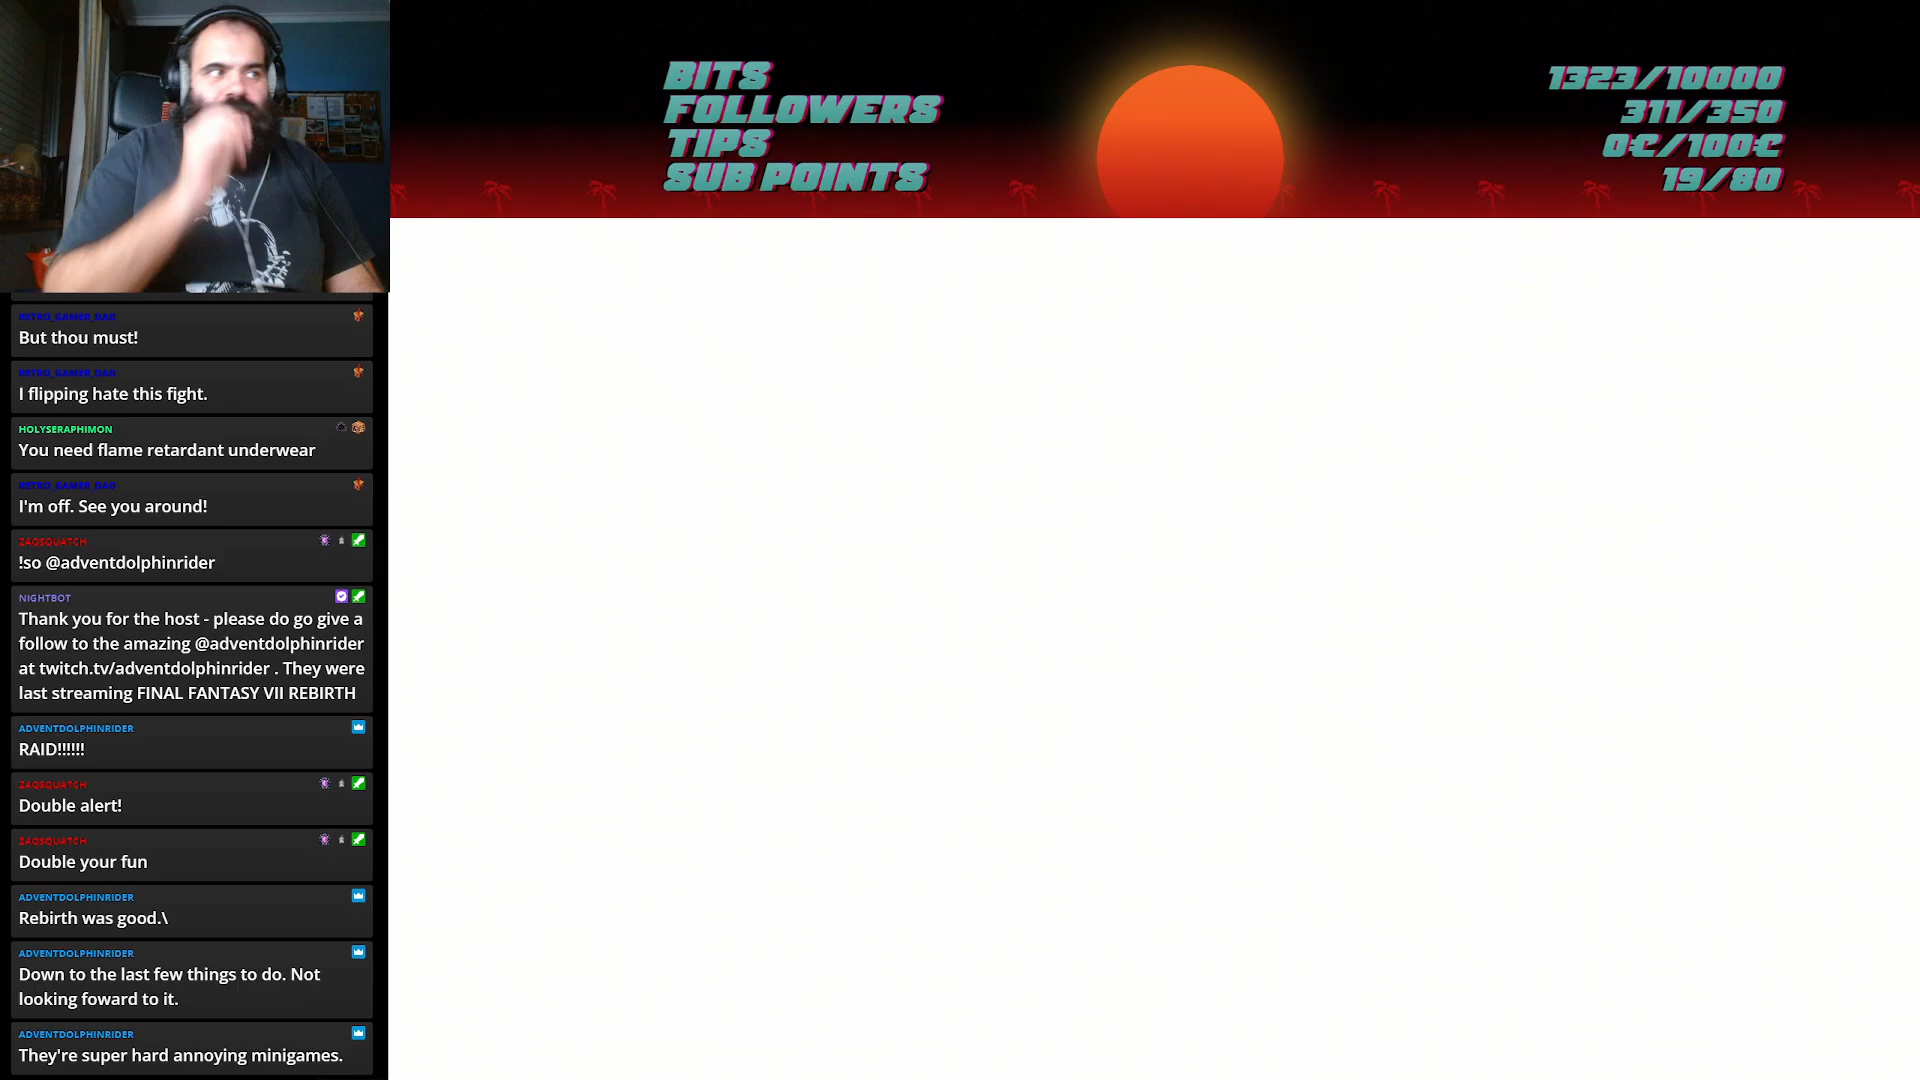 BITS
FOLLOWERS
TIPS
SUB POINTS
1323/10000
311/350
0€/100€
19/80
RETRO_GAMER_DAD
But thou must!
RETRO_GAMER_DAD
I flipping hate this fight.
HOLYSERAPHIMON
You need flame retardant underwear
RETRO_GAMER_DAD
I'm off. See you around!
ZAQSQUATCH
!so @adventdolphinrider
NIGHTBOT
Thank you for the host - please do go give a
follow to the amazing @adventdolphinrider
at twitch.tv/adventdolphinrider . They were
last streaming FINAL FANTASY VII REBIRTH
ADVENTDOLPHINRIDER
RAID!!!!!!
ZAQSQUATCH
Double alert!
ZAQSQUATCH
Double your fun
ADVENTDOLPHINRIDER
Rebirth was good.\
ADVENTDOLPHINRIDER
Down to the last few things to do. Not
looking foward to it.
ADVENTDOLPHINRIDER
They're super hard annoying minigames.